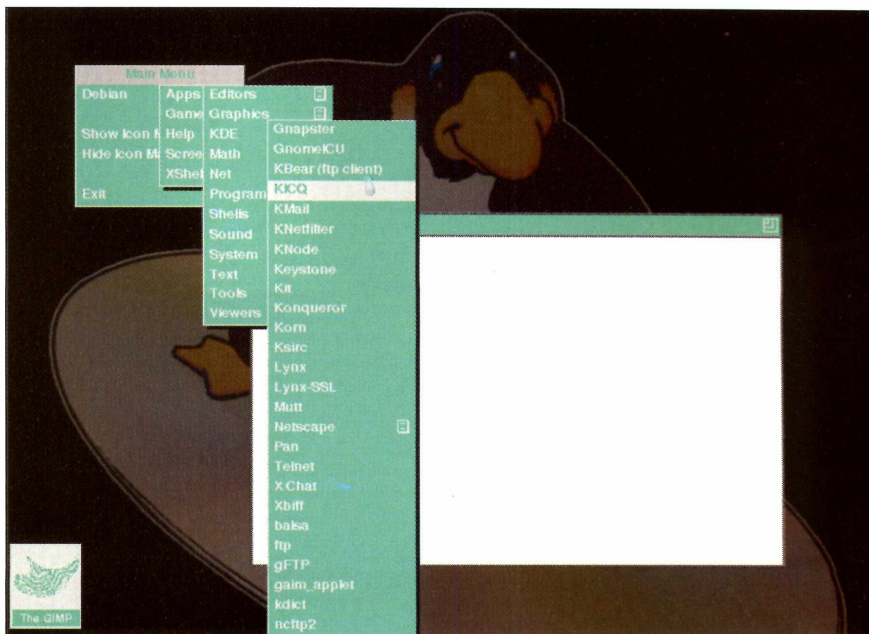 Main Menu
Debian
Show Icon M
Hide Icon Ma
Exit
Apps
Game
Help
Scree
XShel
Editors
Graphics
KDE
Math
Net
Program
Shells
Sound
System
Text
Tools
Viewers
Gnapster
GnomeICU
KBear (ftp client)
KICQ
KMail
KNetfilter
KNode
Keystone
Kit
Konqueror
Korn
Ksirc
Lynx
Lynx-SSL
Mutt
Netscape
Pan
Telnet
X Chat
Xbiff
balsa
ftp
gFTP
gaim_applet
kdict
ncftp2
The GIMP